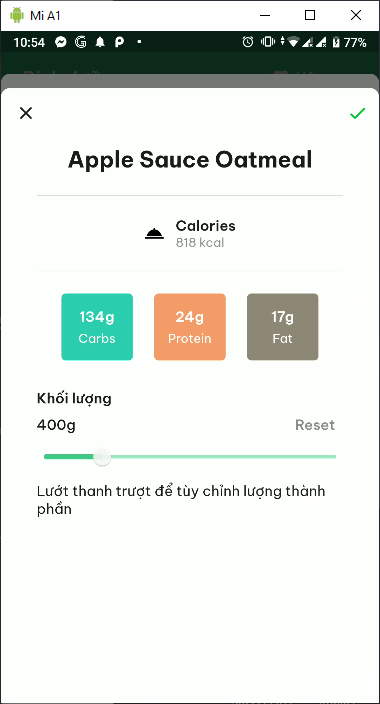 Mi A1
10:54
77%
Apple Sauce Oatmeal
Calories
818 kcal
134g
Carbs
24g
Protein
17g
Fat
Khối lượng
400g
Reset
Lướt thanh trượt để tùy chỉnh lượng thành
phần